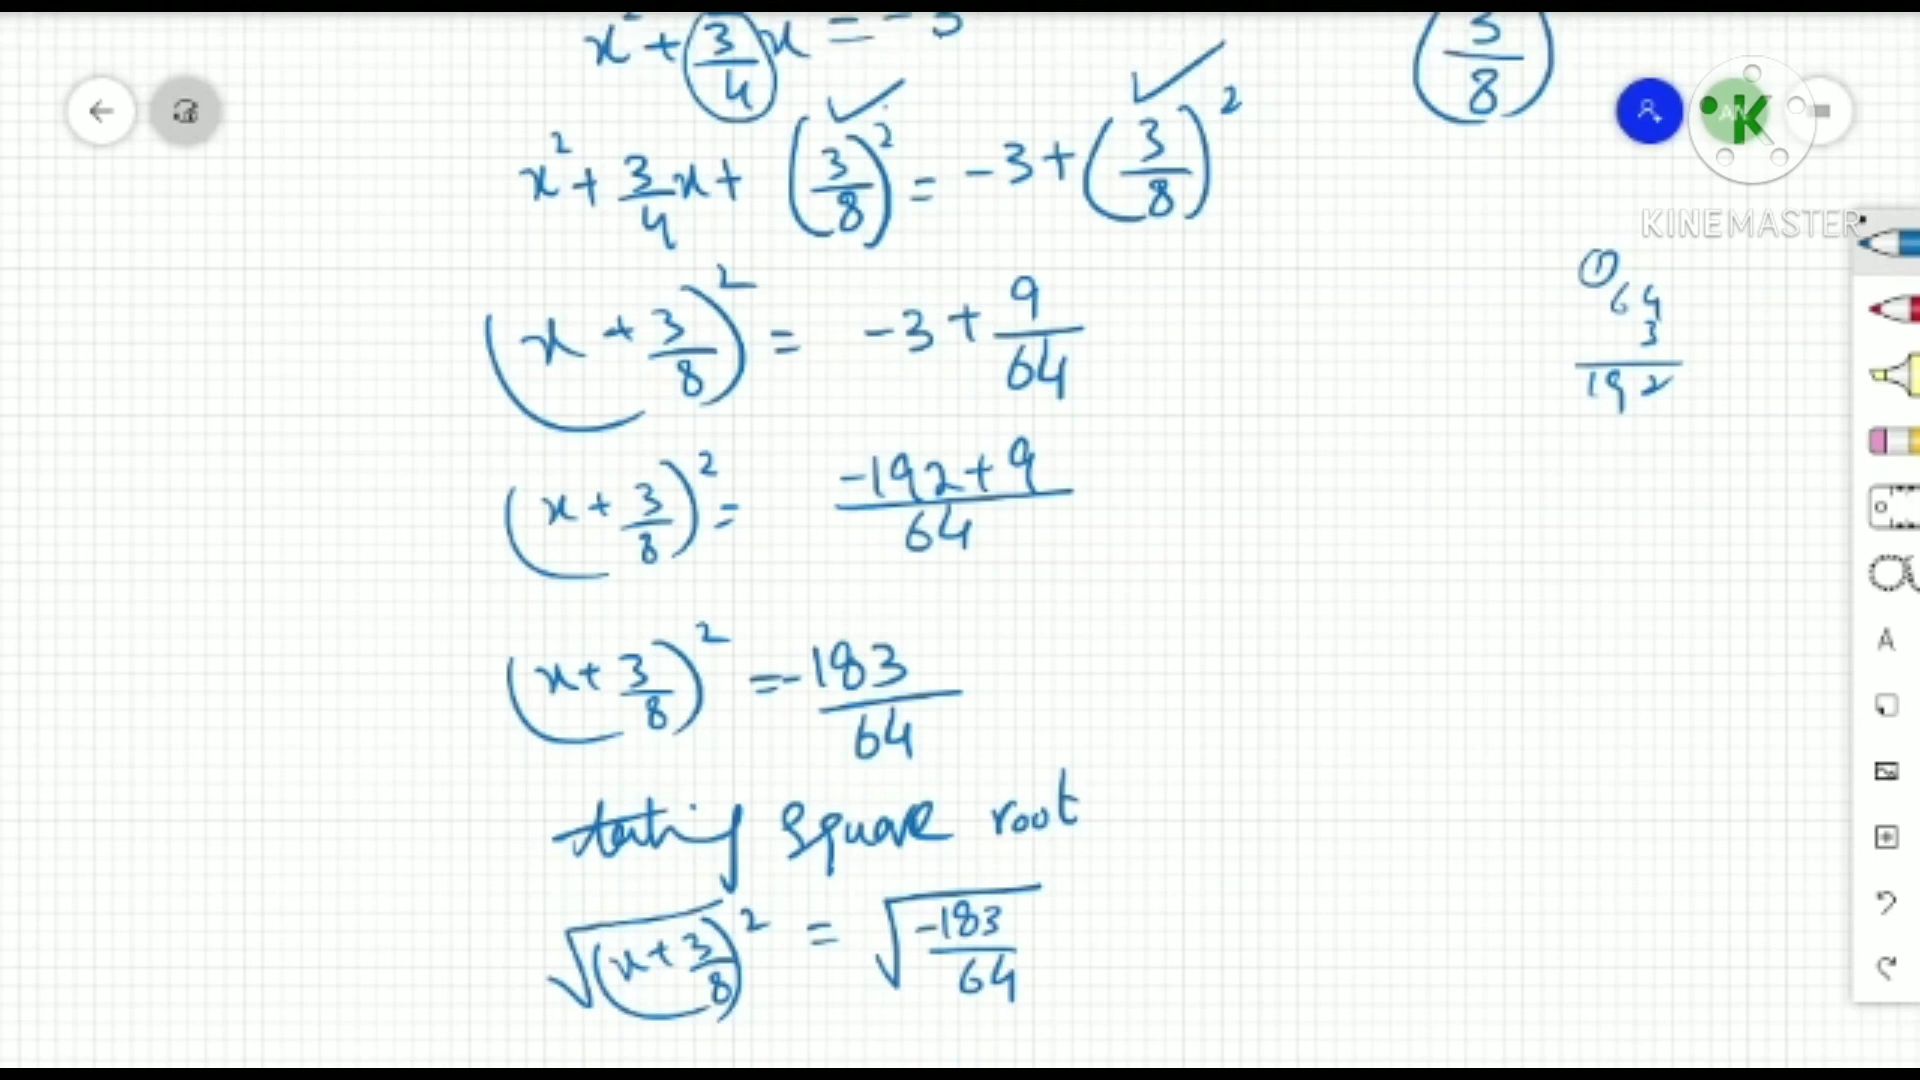 x² + 3/4 x = -3
(3/8)
x² + 3/4 x + (3/8)² = -3 + (3/8)²
K
KINEMASTER
(x + 3/8)² = -3 + 9/64
1
64
3
192
(x + 3/8)² = -192+9/64
(x + 3/8)² = -183/64
A
square root
√(x + 3/8)² = √-183/64